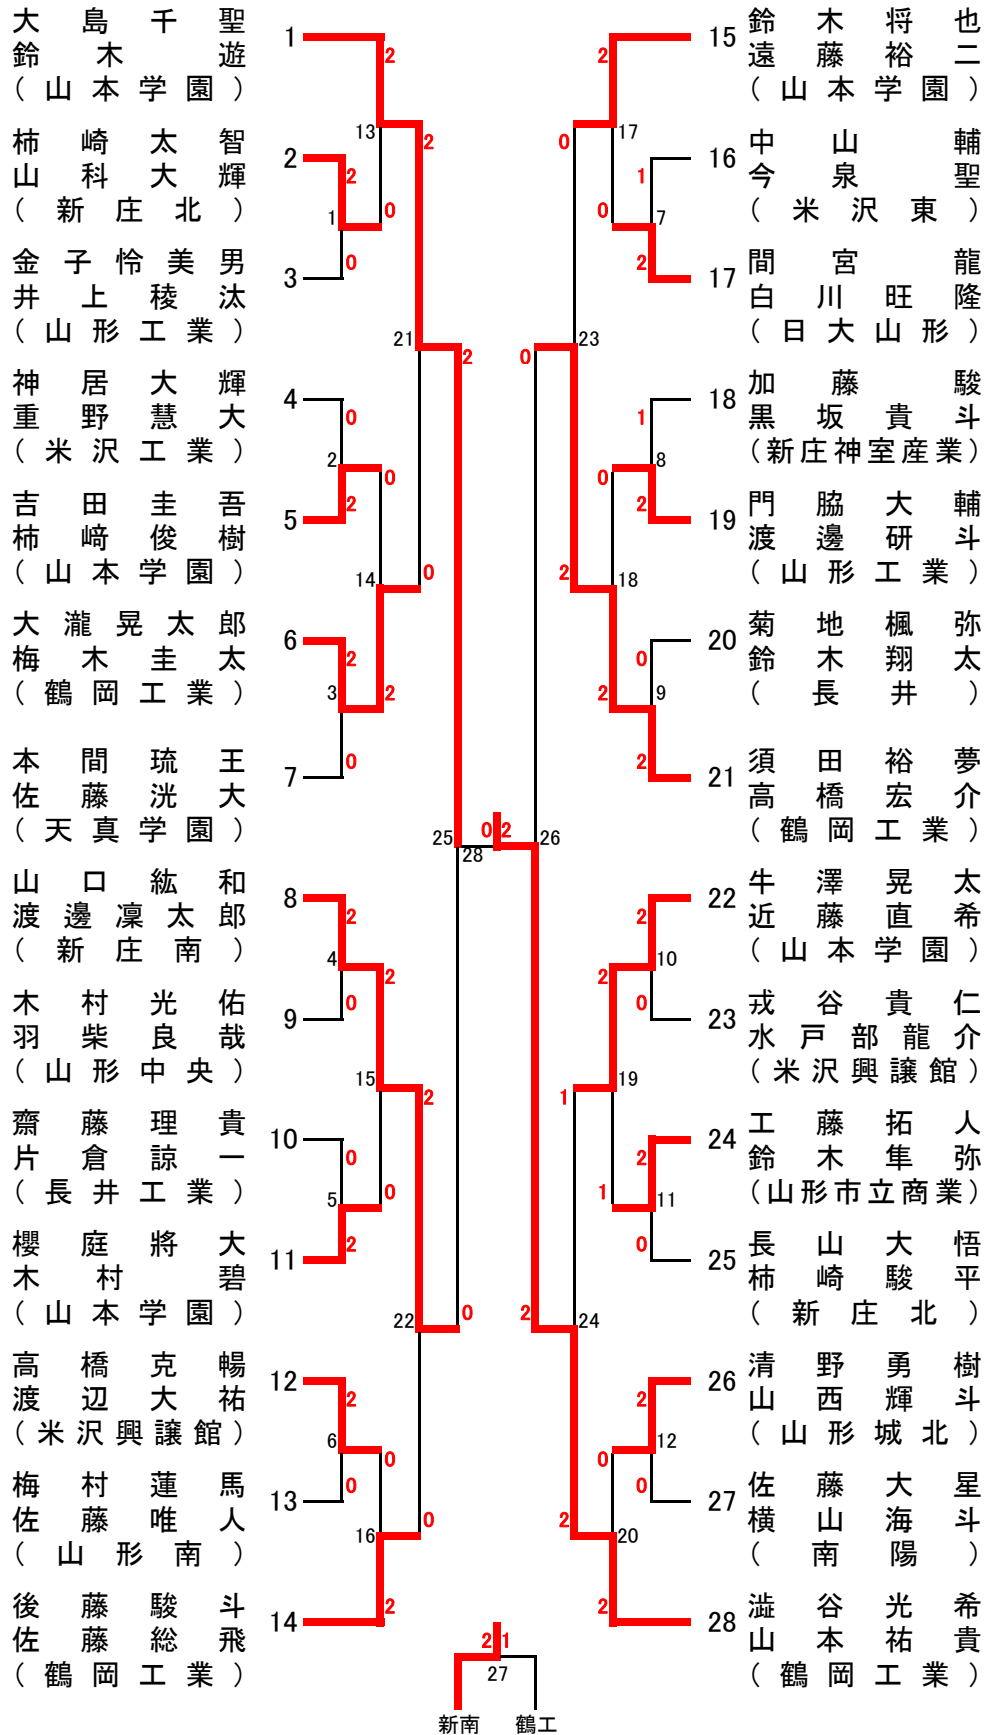 大島千聖
鈴木遊
(山本学園)
1
柿崎太智
山科大輝
(新庄北)
2
金子怜美男
井上稜汰
(山形工業)
3
神居大輝
重野慧大
(米沢工業)
4
吉田圭吾
柿﨑俊樹
(山本学園)
5
大瀧晃太郎
梅木圭太
(鶴岡工業)
6
本間琉王
佐藤洸大
(天真学園)
7
山口紘和
渡邊凜太郎
(新庄南)
8
木村光佑
羽柴良哉
(山形中央)
9
齋藤理貴
片倉諒一
(長井工業)
10
櫻庭將大
木村碧
(山本学園)
11
高橋克暢
渡辺大祐
(米沢興譲館)
12
梅村蓮馬
佐藤唯人
(山形南)
13
後藤駿斗
佐藤総飛
(鶴岡工業)
14
2
13
2
2
1
0
0
21
2
0
2
0
2
14
0
2
3
2
0
25
0
2
28
26
2
4
2
0
15
2
0
5
0
2
22
0
2
6
0
0
16
0
2
2
17
0
1
7
0
2
23
0
1
8
0
2
2
18
0
9
2
2
2
10
2
0
19
1
2
11
1
0
2
24
2
12
0
0
2
20
2
2
1
27
新南
鶴工
15
鈴木将也
遠藤裕二
(山本学園)
16
中山輔
今泉聖
(米沢東)
17
間宮龍
白川旺隆
(日大山形)
18
加藤駿
黒坂貴斗
(新庄神室産業)
19
門脇大輔
渡邊研斗
(山形工業)
20
菊地楓弥
鈴木翔太
(長井)
21
須田裕夢
高橋宏介
(鶴岡工業)
22
牛澤晃太
近藤直希
(山本学園)
23
戎谷貴仁
水戸部龍介
(米沢興譲館)
24
工藤拓人
鈴木隼弥
(山形市立商業)
25
長山大悟
柿崎駿平
(新庄北)
26
清野勇樹
山西輝斗
(山形城北)
27
佐藤大星
横山海斗
(南陽)
28
澁谷光希
山本祐貴
(鶴岡工業)